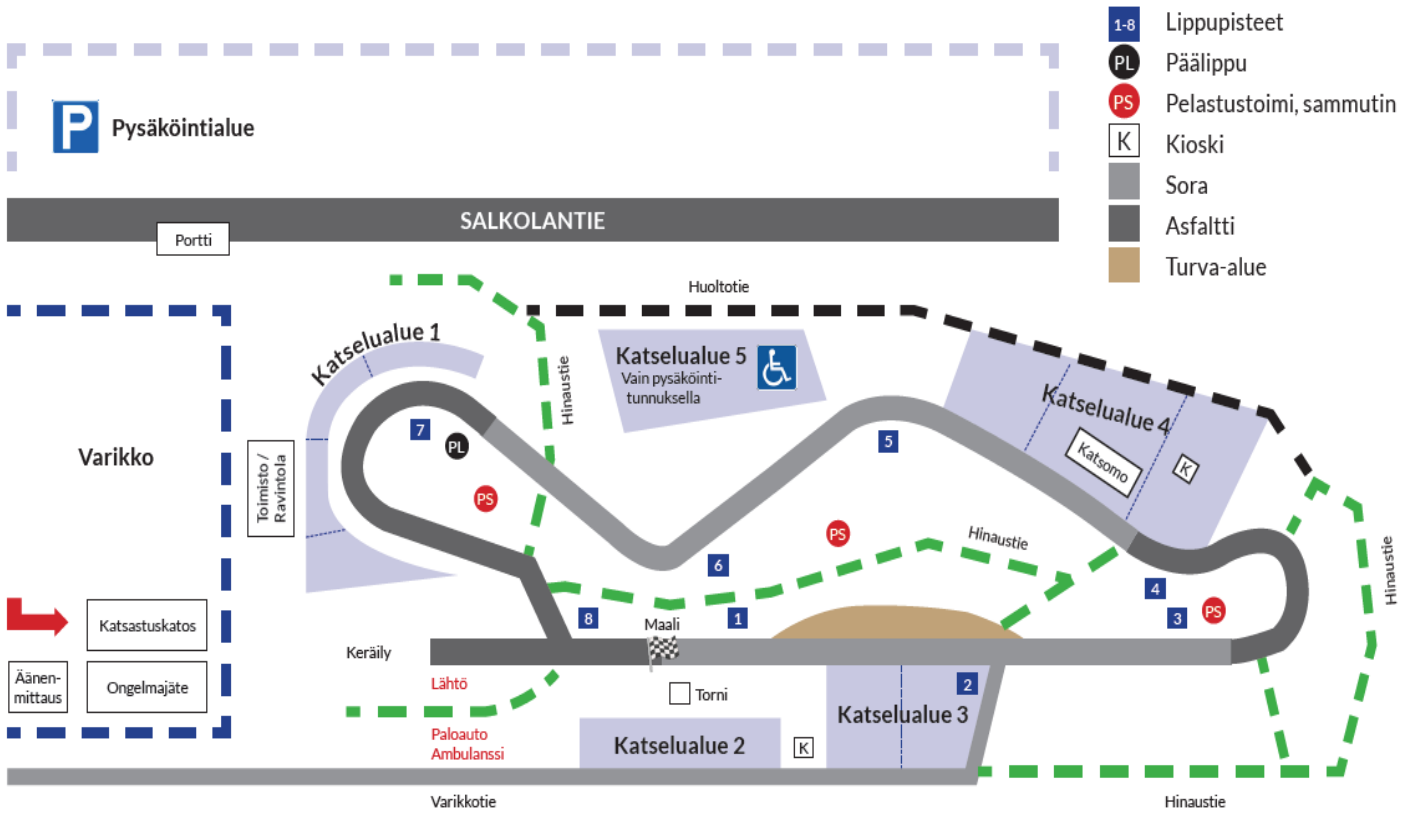 1-8 Lippupisteet
PL Päälippu
PS Pelastustoimi, sammutin
K Kioski
Sora
Asfaltti
Turva-alue
P Pysäköintialue
SALKOLANTIE
Portti
Huoltotie
Katselualue 1
Hinaustie
Katselualue 5
Vain pysäköinti-
tunnuksella
Katselualue 4
Katsomo
K
7
PL
5
Varikko
Toimisto /
Ravintola
PS
PS
Hinaustie
Hinaustie
6
4
8
1
3
PS
Katsastuskatos
Maali
Keräily
Äänen-
mittaus
Ongelmajäte
Lähtö
Torni
2
Katselualue 3
Paloauto
Ambulanssi
Katselualue 2
K
Varikkotie
Hinaustie